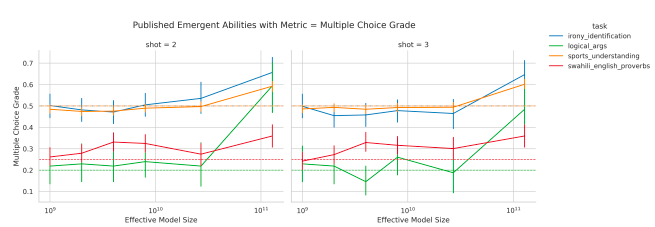 Published Emergent Abilities with Metric = Multiple Choice Grade
shot = 2
shot = 3
task
irony_identification
logical_args
sports_understanding
swahili_english_proverbs
Multiple Choice Grade
0.7
0.6
0.5
0.4
0.3
0.2
0.1
10⁹
10¹⁰
10¹¹
Effective Model Size
10⁹
10¹⁰
10¹¹
Effective Model Size